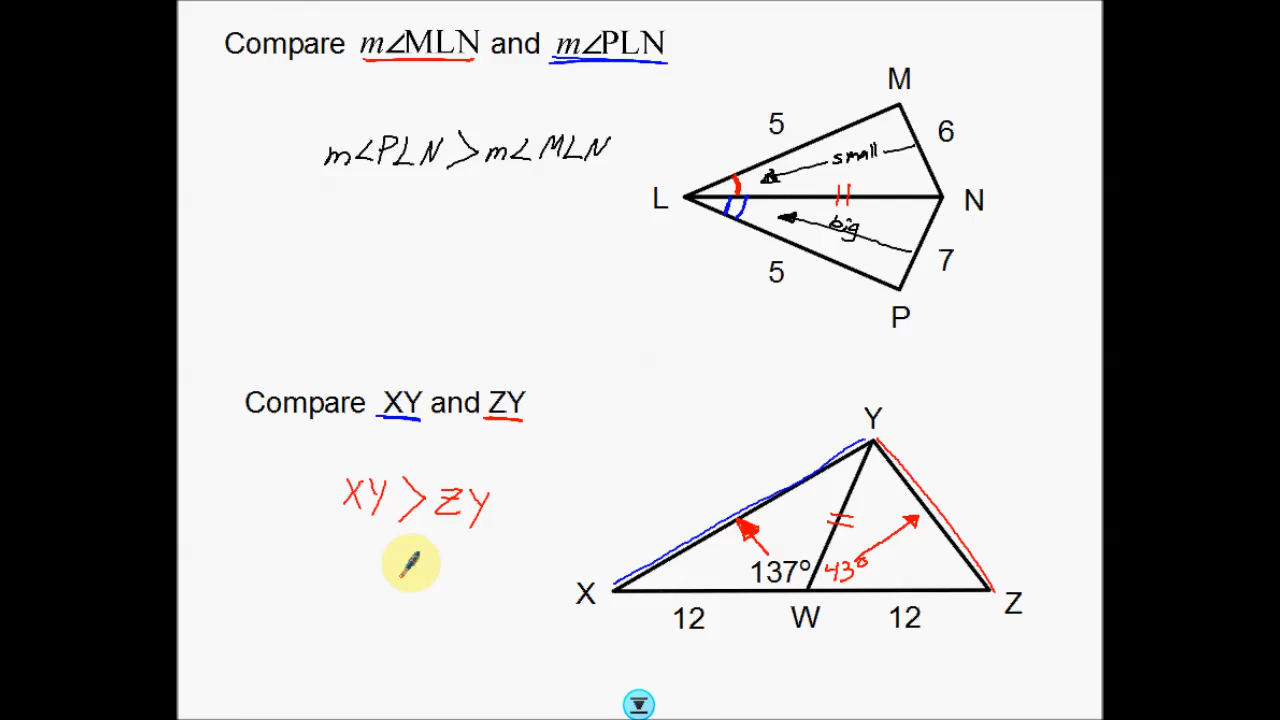 Compare m∠MLN and m∠PLN
M
5
6
m∠PLN > m∠MLN
small
L
N
big
5
7
P
Compare XY and ZY
Y
XY > ZY
137° 43°
X
W
Z
12
12